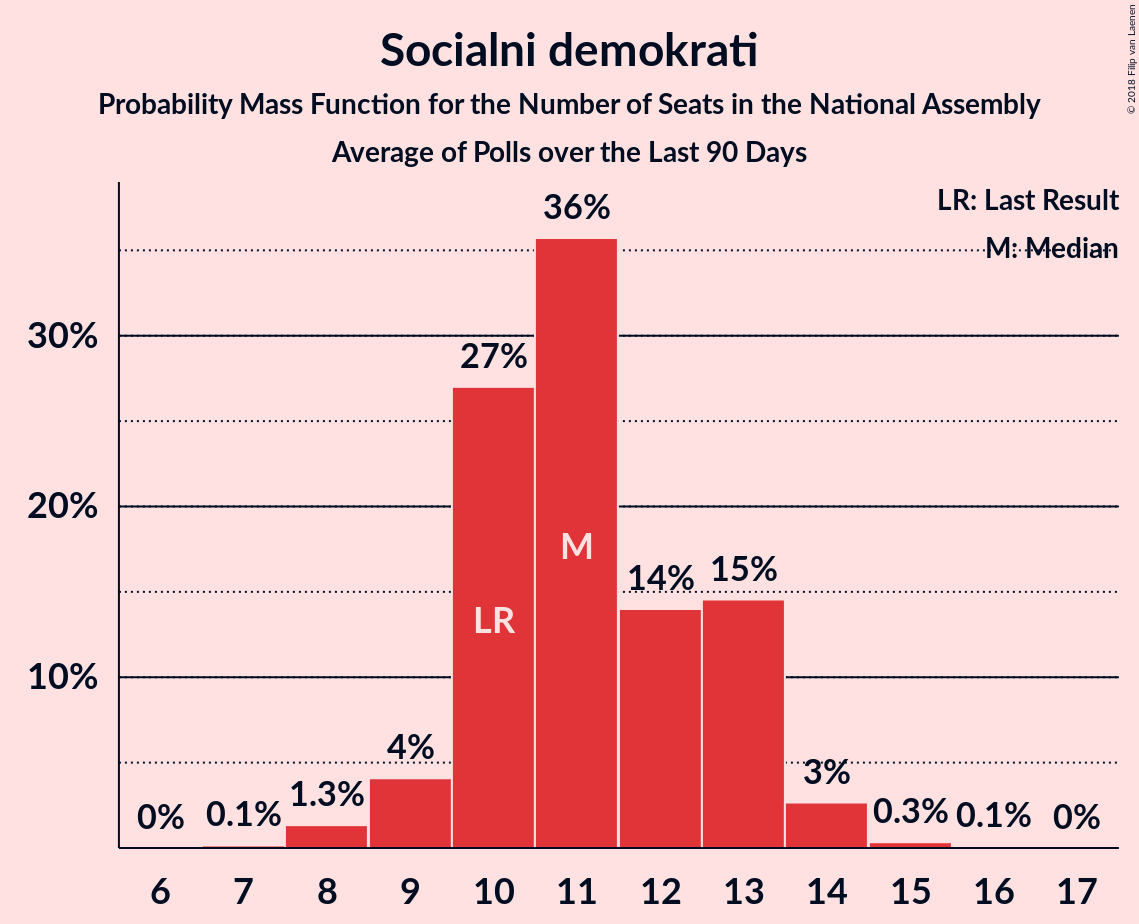 Socialni demokrati
Probability Mass Function for the Number of Seats in the National Assembly
Average of Polls over the Last 90 Days
© 2018 Filip van Laenen
LR: Last Result
M: Median
30%
20%
10%
0%
0.1%
1.3%
4%
27%
36%
14%
15%
3%
0.3%
0.1%
0%
LR
M
6 7 8 9 10 11 12 13 14 15 16 17